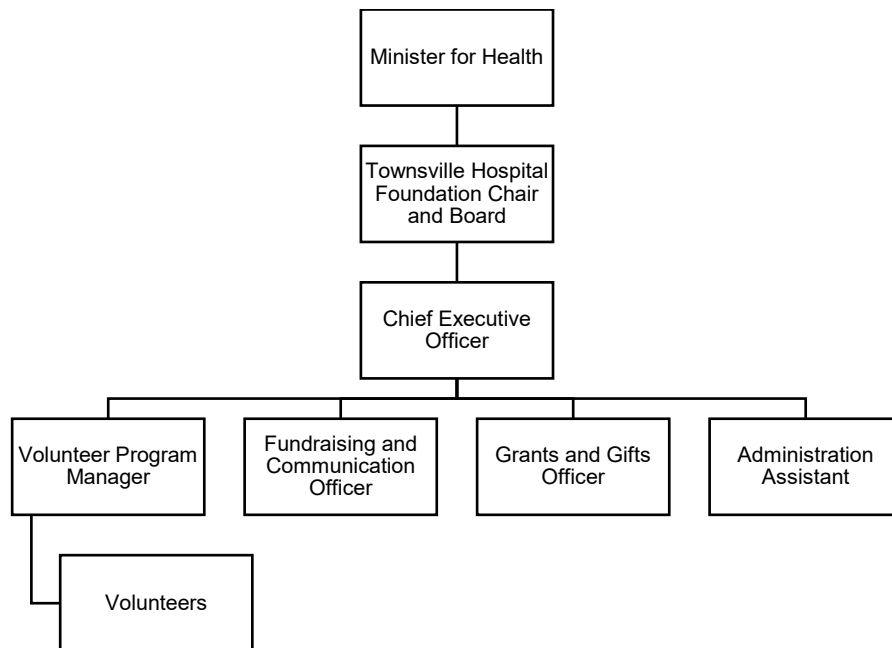 Minister for Health
Townsville Hospital
Foundation Chair
and Board
Chief Executive
Officer
Volunteer Program
Manager
Fundraising and
Communication
Officer
Grants and Gifts
Officer
Administration
Assistant
Volunteers